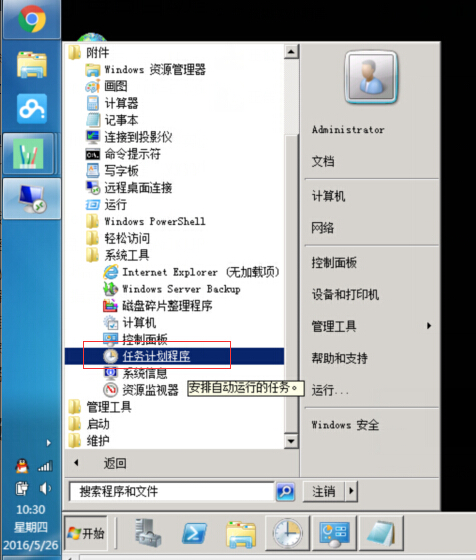 附件
Windows 资源管理器
画图
计算器
记事本
连接到投影仪
命令提示符
写字板
远程桌面连接
运行
Windows PowerShell
轻松访问
系统工具
Internet Explorer (无加载项)
Windows Server Backup
磁盘碎片整理程序
计算机
控制面板
任务计划程序
系统信息
资源监视器
安排自动运行的任务。
管理工具
启动
维护
返回
搜索程序和文件
Administrator
文档
计算机
网络
控制面板
设备和打印机
管理工具
帮助和支持
运行...
Windows 安全
注销
开始
10:30
星期四
2016/5/26